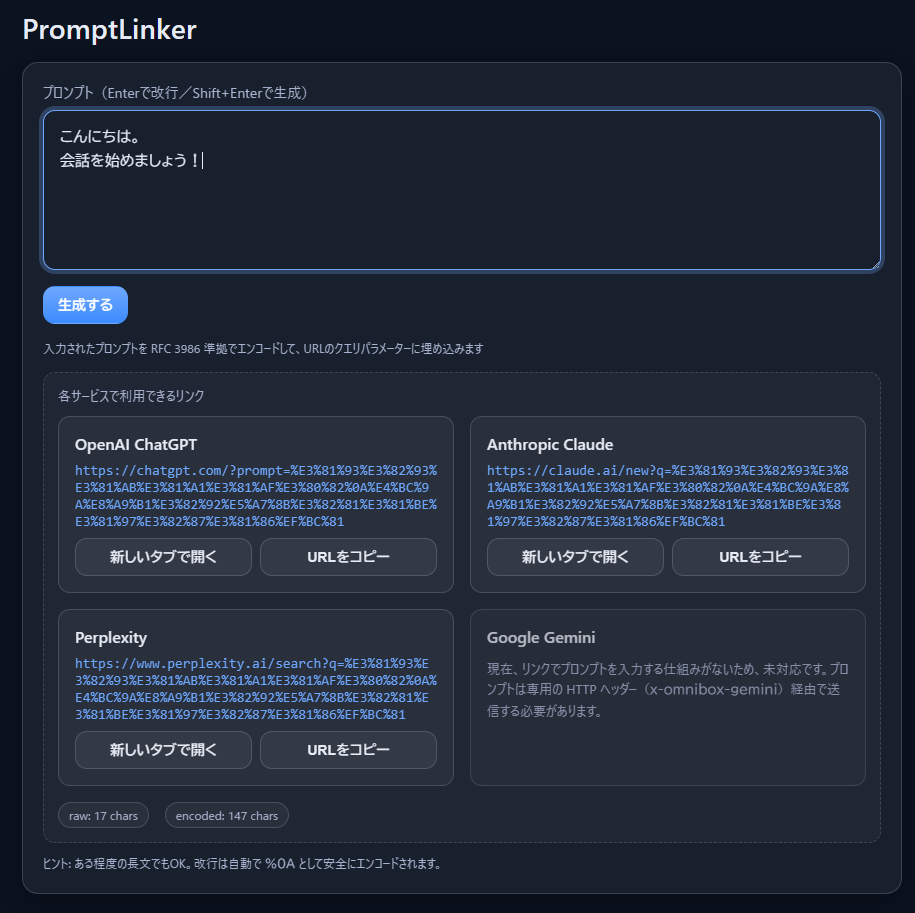 PromptLinker
プロンプト（Enterで改行／Shift+Enterで生成）
こんにちは。
会話を始めましょう！
生成する
入力されたプロンプトを RFC 3986 準拠でエンコードして、URLのクエリパラメーターに埋め込みます
各サービスで利用できるリンク
OpenAI ChatGPT
https://chatgpt.com/?prompt=%E3%81%93%E3%82%93%
E3%81%AB%E3%81%A1%E3%81%AF%E3%80%82%0A%E4%BC%9
A%E8%A9%B1%E3%82%92%E5%A7%8B%E3%82%81%E3%81%BE%
E3%81%97%E3%82%87%E3%81%86%EF%BC%81
新しいタブで開く
URLをコピー
Anthropic Claude
https://claude.ai/new?q=%E3%81%93%E3%82%93%E3%8
1%AB%E3%81%A1%E3%81%AF%E3%80%82%0A%E4%BC%9A%E8%
A9%B1%E3%82%92%E5%A7%8B%E3%82%81%E3%81%BE%E3%8
1%97%E3%82%87%E3%81%86%EF%BC%81
新しいタブで開く
URLをコピー
Perplexity
https://www.perplexity.ai/search?q=%E3%81%93%E
3%82%93%E3%81%AB%E3%81%A1%E3%81%AF%E3%80%82%0A%
E4%BC%9A%E8%A9%B1%E3%82%92%E5%A7%8B%E3%82%81%E
3%81%BE%E3%81%97%E3%82%87%E3%81%86%EF%BC%81
新しいタブで開く
URLをコピー
Google Gemini
現在、リンクでプロンプトを入力する仕組みがないため、未対応です。プロ
ンプトは専用の HTTP ヘッダー（x-omnibox-gemini）経由で送
信する必要があります。
raw: 17 chars
encoded: 147 chars
ヒント: ある程度の長文でもOK。改行は自動で %0A として安全にエンコードされます。